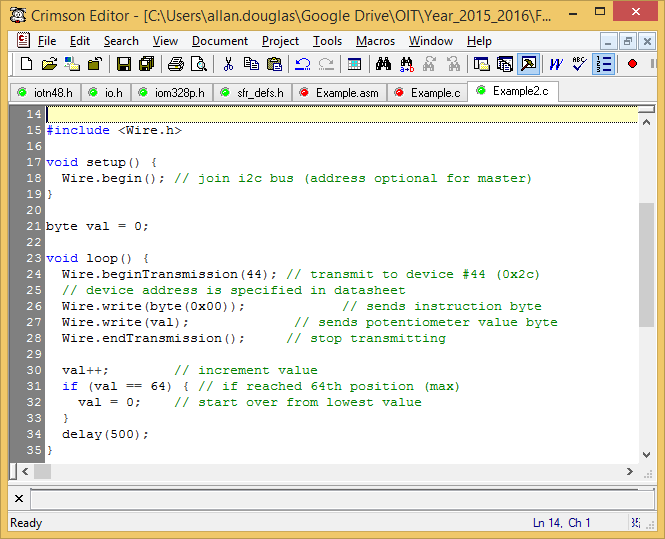 Crimson Editor - [C:\Users\allan.douglas\Google Drive\OIT\Year_2015_2016\F...
File Edit Search View Document Project Tools Macros Window Help
iotn48.h io.h iom328p.h sfr_defs.h Example.asm Example.c Example2.c
14
15 #include <Wire.h>
16
17 void setup() {
18   Wire.begin(); // join i2c bus (address optional for master)
19 }
20
21 byte val = 0;
22
23 void loop() {
24   Wire.beginTransmission(44); // transmit to device #44 (0x2c)
25   // device address is specified in datasheet
26   Wire.write(byte(0x00));            // sends instruction byte
27   Wire.write(val);             // sends potentiometer value byte
28   Wire.endTransmission();     // stop transmitting
29
30   val++;        // increment value
31   if (val == 64) { // if reached 64th position (max)
32     val = 0;    // start over from lowest value
33   }
34   delay(500);
35 }
Ready Ln 14, Ch 1